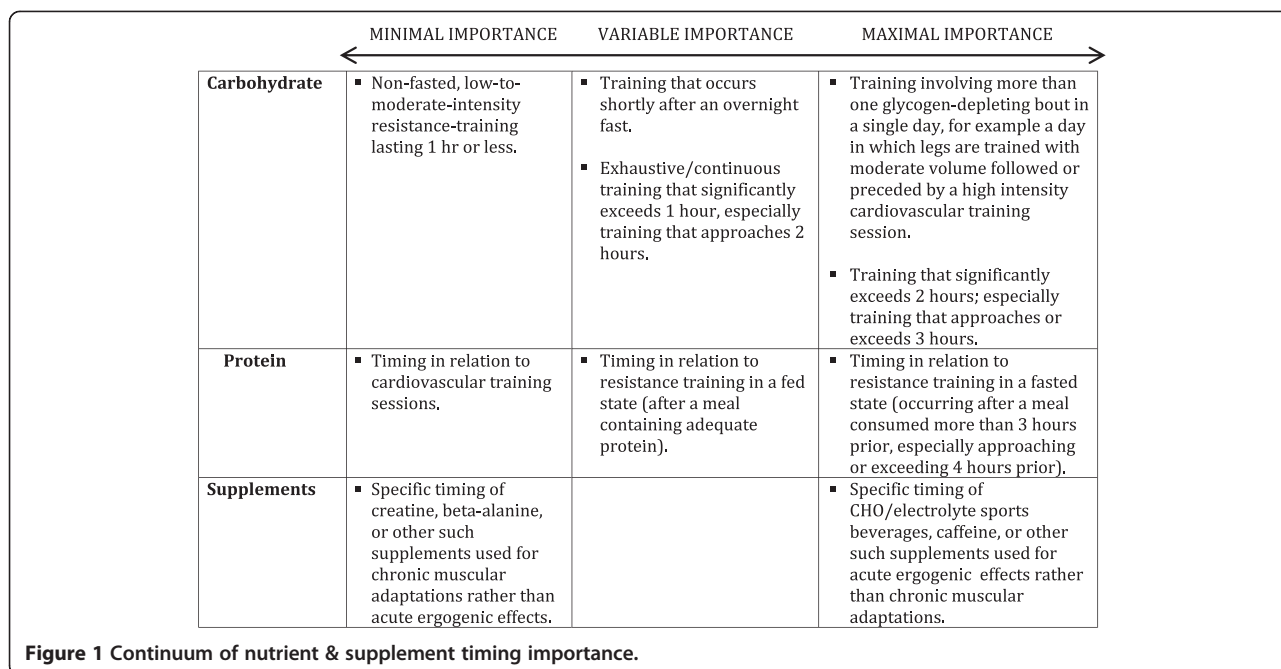 MINIMAL IMPORTANCE VARIABLE IMPORTANCE MAXIMAL IMPORTANCE
Carbohydrate
▪ Non-fasted, low-to-
moderate-intensity
resistance-training
lasting 1 hr or less.
▪ Training that occurs
shortly after an overnight
fast.
▪ Exhaustive/continuous
training that significantly
exceeds 1 hour, especially
training that approaches 2
hours.
▪ Training involving more than
one glycogen-depleting bout in
a single day, for example a day
in which legs are trained with
moderate volume followed or
preceded by a high intensity
cardiovascular training
session.
▪ Training that significantly
exceeds 2 hours; especially
training that approaches or
exceeds 3 hours.
Protein
▪ Timing in relation to
cardiovascular training
sessions.
▪ Timing in relation to
resistance training in a fed
state (after a meal
containing adequate
protein).
▪ Timing in relation to
resistance training in a fasted
state (occurring after a meal
consumed more than 3 hours
prior, especially approaching
or exceeding 4 hours prior).
Supplements
▪ Specific timing of
creatine, beta-alanine,
or other such
supplements used for
chronic muscular
adaptations rather than
acute ergogenic effects.
▪ Specific timing of
CHO/electrolyte sports
beverages, caffeine, or other
such supplements used for
acute ergogenic effects rather
than chronic muscular
adaptations.
Figure 1 Continuum of nutrient & supplement timing importance.